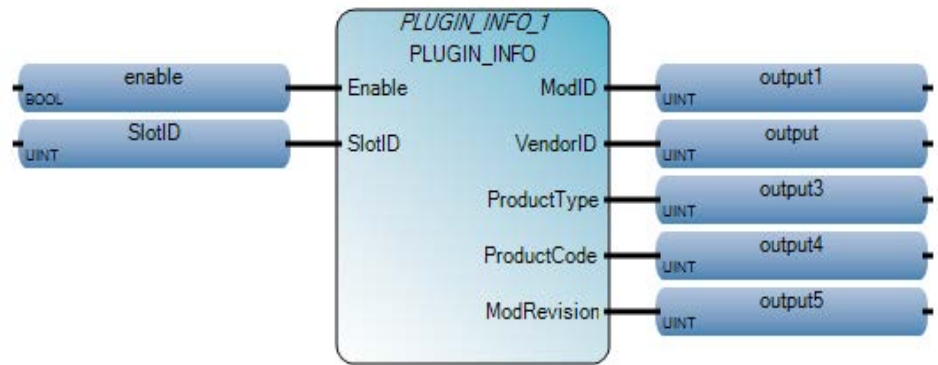 PLUGIN_INFO_1
PLUGIN_INFO
enable
BOOL
Enable
ModID
output1
UINT
SlotID
UINT
SlotID
VendorID
output
UINT
ProductType
output3
UINT
ProductCode
output4
UINT
ModRevision
output5
UINT